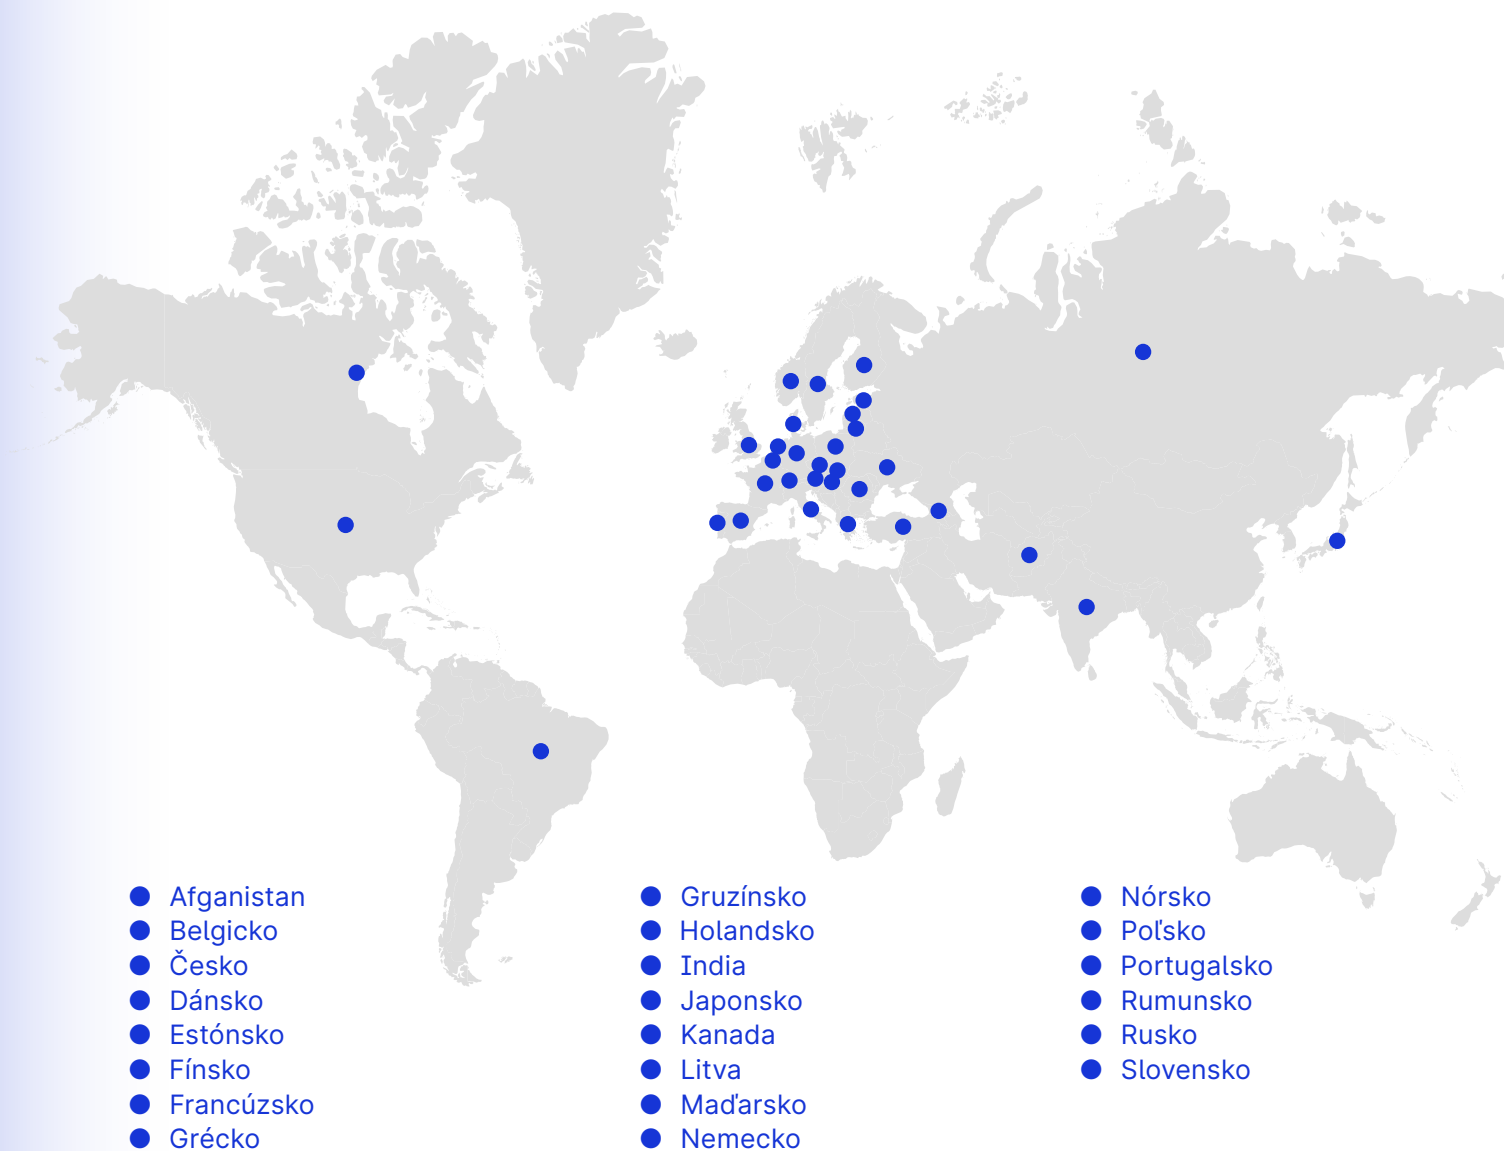 Afganistan
Belgicko
Česko
Dánsko
Estónsko
Fínsko
Francúzsko
Grécko
Gruzínsko
Holandsko
India
Japonsko
Kanada
Litva
Maďarsko
Nemecko
Nórsko
Poľsko
Portugalsko
Rumunsko
Rusko
Slovensko